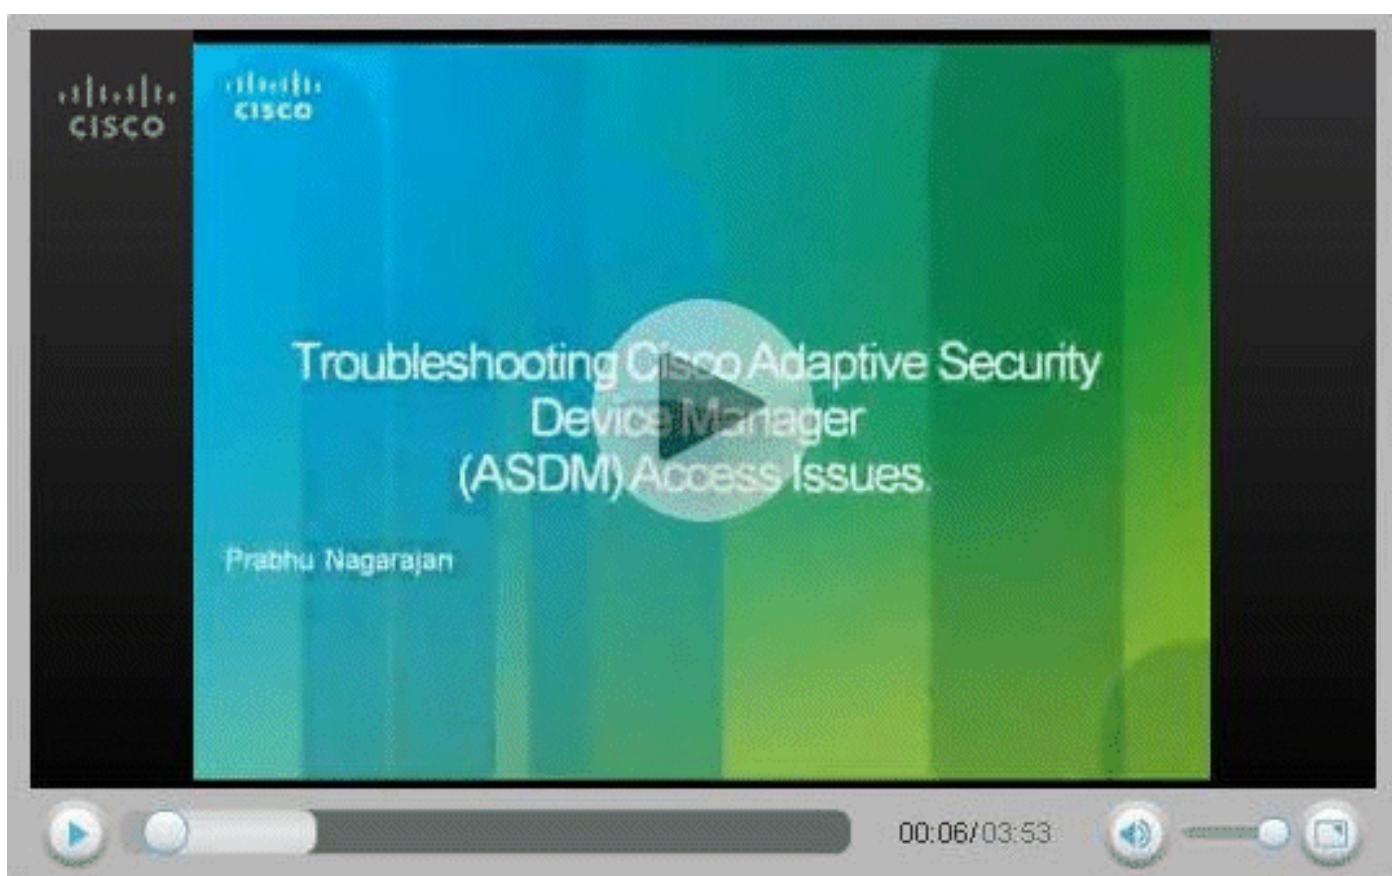 CISCO
CISCO
Troubleshooting Cisco Adaptive Security
Device Manager
(ASDM) Access Issues.
Prabhu Nagarajan
00:06/03:53